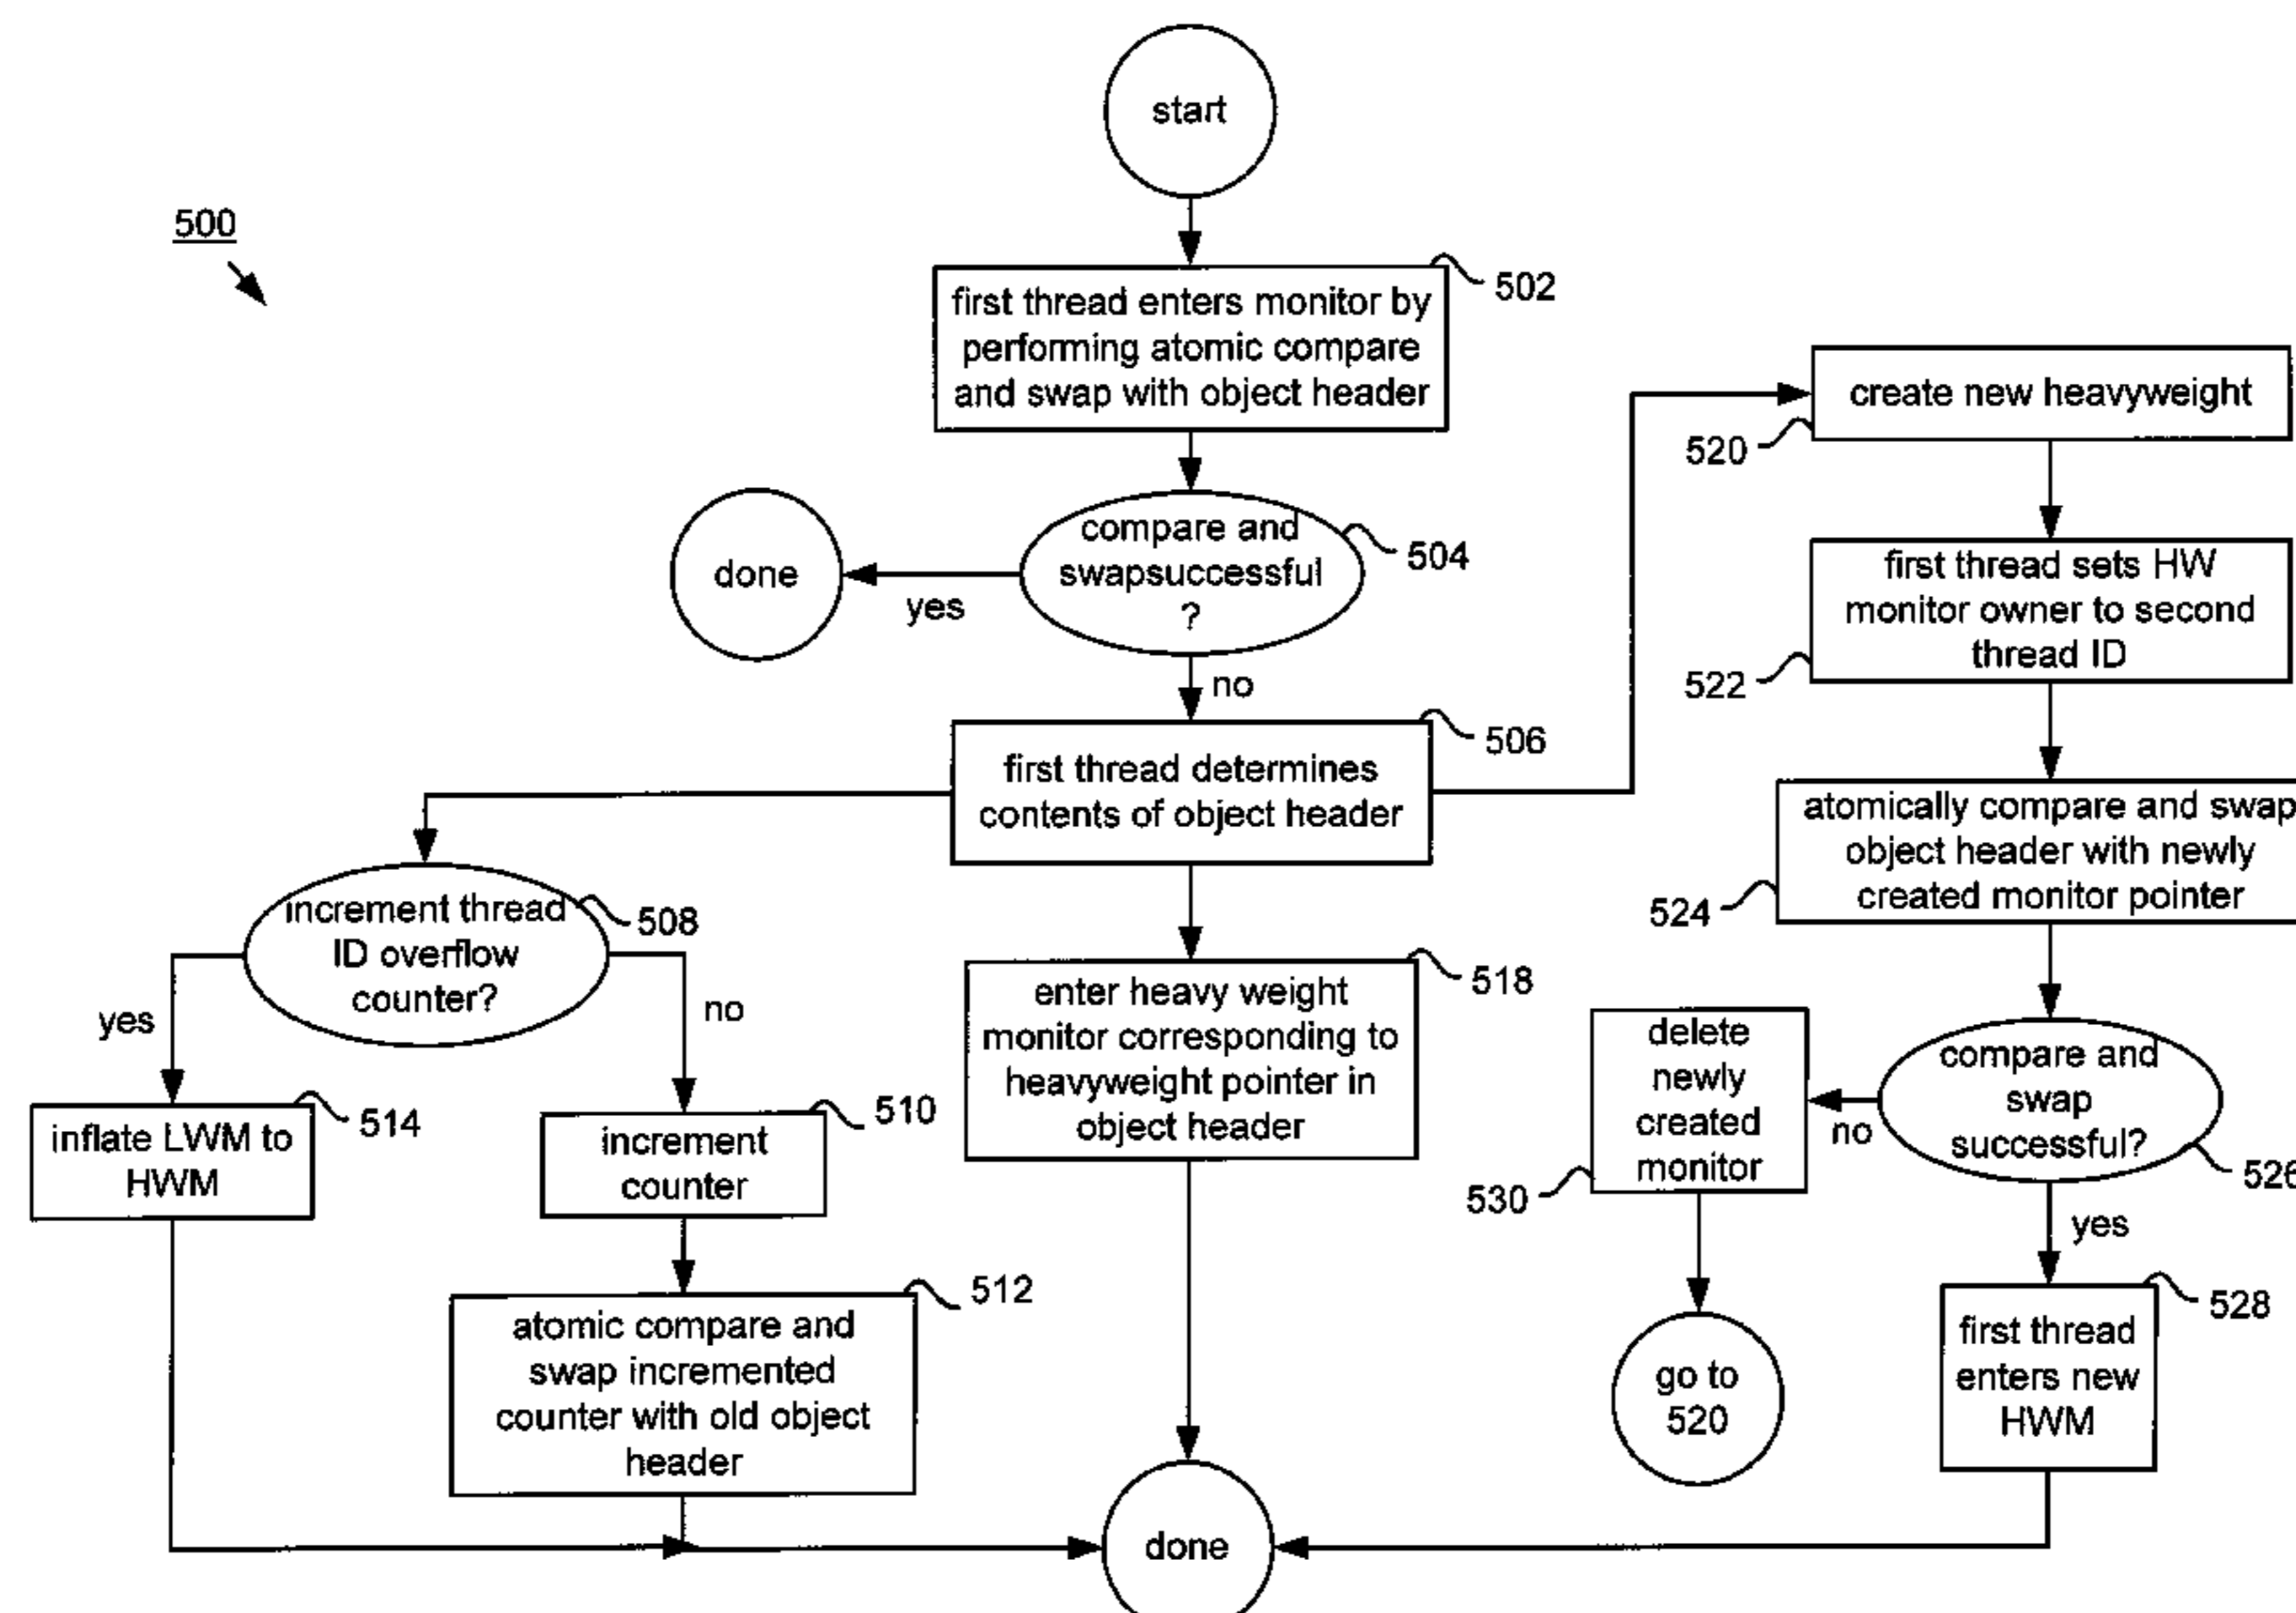 start
500
502
first thread enters monitor by
performing atomic compare
and swap with object header
create new heavyweight
520
compare and
swapsuccessful
?
504
done
yes
no
first thread sets HW
monitor owner to second
thread ID
522
506
first thread determines
contents of object header
atomically compare and swap
object header with newly
created monitor pointer
524
increment thread
ID overflow
counter?
508
yes
no
518
enter heavy weight
monitor corresponding to
heavyweight pointer in
object header
delete
newly
created
monitor
530
compare and
swap
successful?
no
526
yes
514
inflate LWM to
HWM
510
increment
counter
512
atomic compare and
swap incremented
counter with old object
header
go to
520
528
first thread
enters new
HWM
done